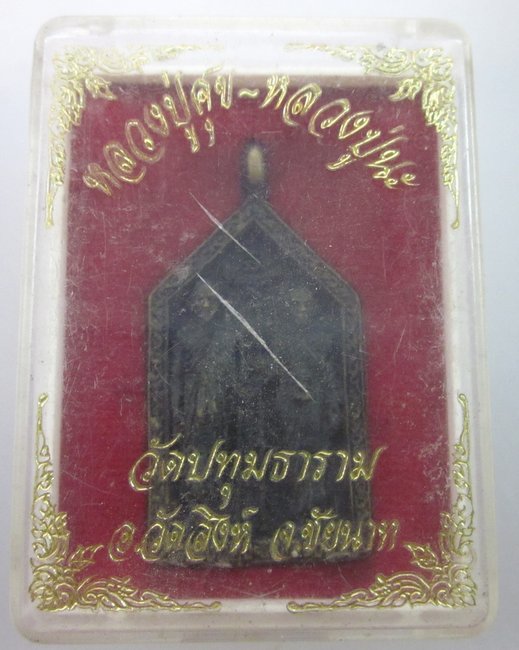 หลวงปู่ศุข~หลวงปู่นะ
วัดปทุมธาราม
อ.วัดสิงห์ จ.ชัยนาท